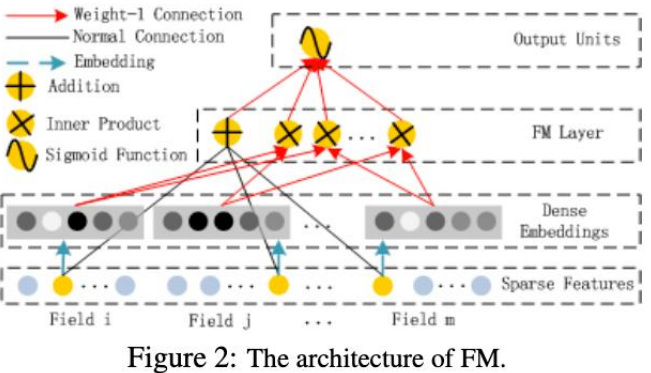 Weight-1 Connection
Normal Connection
Embedding
Addition
Inner Product
Sigmoid Function
Output Units
...
FM Layer
...
Dense
Embeddings
... ... ... ...
Sparse Features
Field i Field j ... Field m
Figure 2: The architecture of FM.